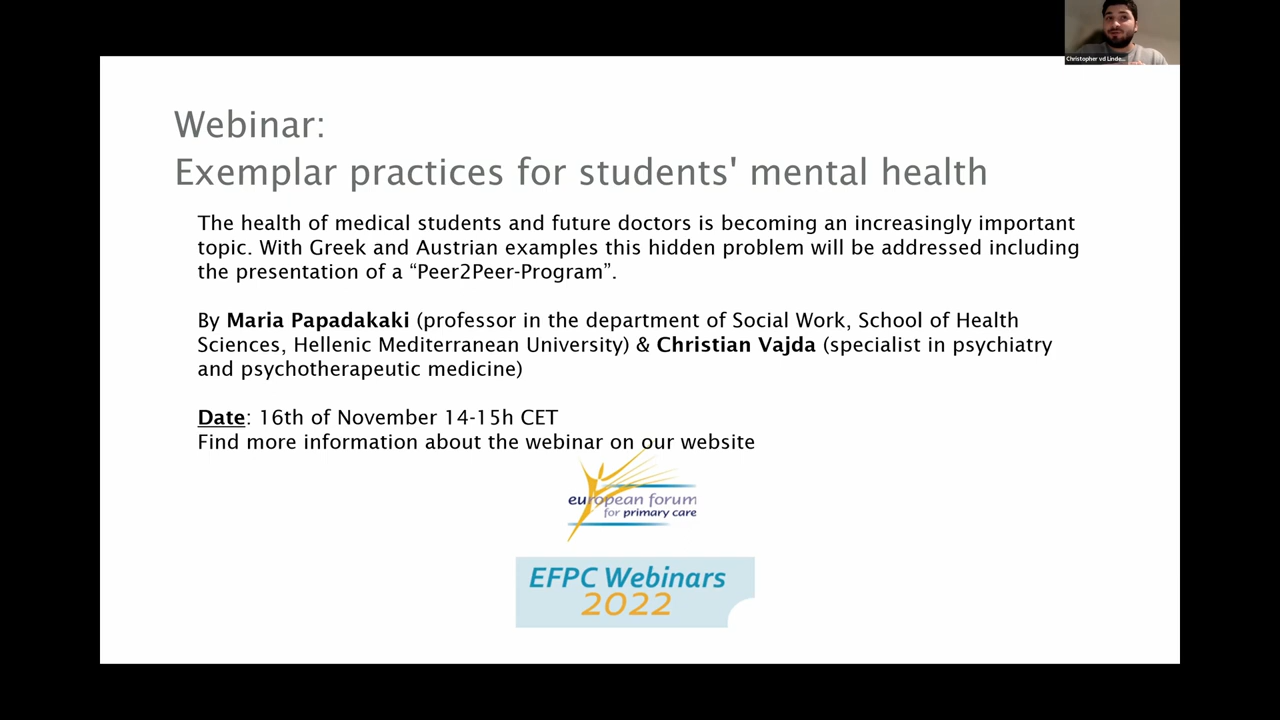 Christopher vd Linde...
Webinar:
Exemplar practices for students' mental health
The health of medical students and future doctors is becoming an increasingly important
topic. With Greek and Austrian examples this hidden problem will be addressed including
the presentation of a “Peer2Peer-Program”.
By Maria Papadakaki (professor in the department of Social Work, School of Health
Sciences, Hellenic Mediterranean University) & Christian Vajda (specialist in psychiatry
and psychotherapeutic medicine)
Date: 16th of November 14-15h CET
Find more information about the webinar on our website
european forum
for primary care
EFPC Webinars
2022